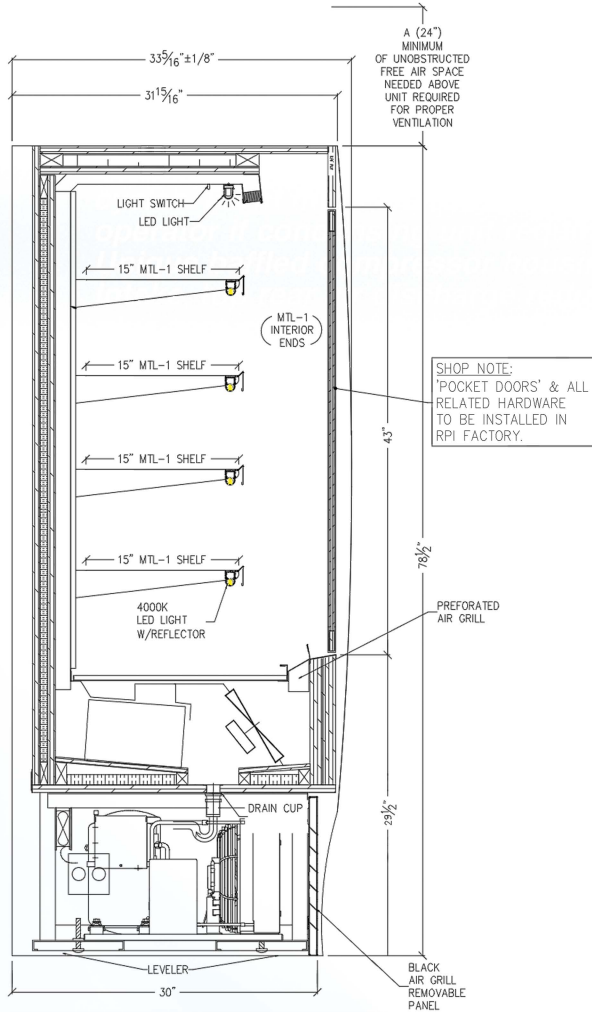 A (24")
MINIMUM
OF UNOBSTRUCTED
FREE AIR SPACE
NEEDED ABOVE
UNIT REQUIRED
FOR PROPER
VENTILATION
33 5/16"±1/8"
31 15/16"
LIGHT SWITCH
LED LIGHT
15" MTL-1 SHELF
MTL-1
INTERIOR
ENDS
15" MTL-1 SHELF
SHOP NOTE:
'POCKET DOORS' & ALL
RELATED HARDWARE
TO BE INSTALLED IN
RPI FACTORY.
43"
15" MTL-1 SHELF
78 1/2"
15" MTL-1 SHELF
4000K
LED LIGHT
W/REFLECTOR
PREFORATED
AIR GRILL
DRAIN CUP
29 1/2"
LEVELER
30"
BLACK
AIR GRILL
REMOVABLE
PANEL